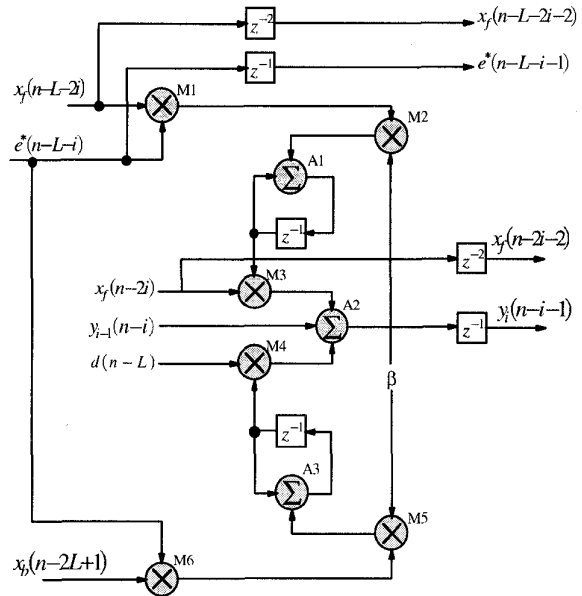 z⁻²
x_f(n-L-2i-2)
z⁻¹
e*(n-L-i-1)
x_f(n-L-2i)
M1
M2
e*(n-L-i)
A1
Σ
z⁻¹
M3
x_f(n-2i)
z⁻²
x_f(n-2i-2)
A2
y_{i-1}(n-i)
Σ
z⁻¹
y_i(n-i-1)
M4
d(n-L)
β
z⁻¹
A3
Σ
M5
x_b(n-2L+1)
M6